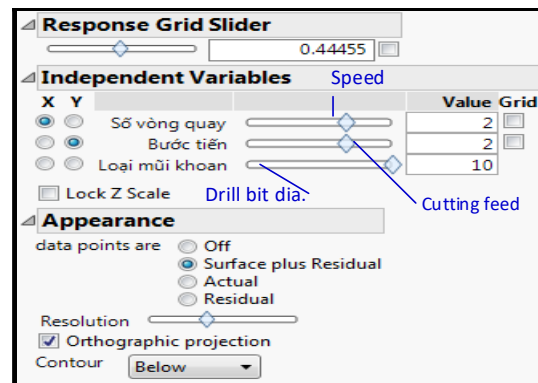 Response Grid Slider
0.44455
Independent Variables Speed
X Y Value Grid
Số vòng quay 2
Bước tiến 2
Loại mũi khoan 10
Lock Z Scale Drill bit dia. Cutting feed
Appearance
data points are Off
Surface plus Residual
Actual
Residual
Resolution
Orthographic projection
Contour Below